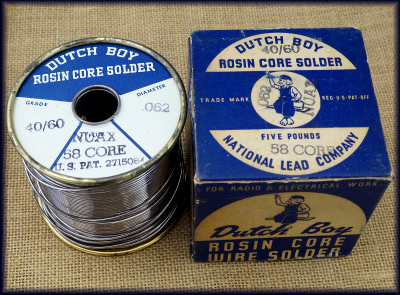 DUTCH BOY
ROSIN CORE SOLDER
GRADE
DIAMETER
40/60
.062
NUAX
58 CORE
U.S. PAT. 2715084
DUTCH BOY
40/60
ROSIN CORE SOLDER
TRADE MARK
.062
NUAX
REG·U·S·PAT·OFF
FIVE POUNDS
58 CORE
NATIONAL LEAD COMPANY
FOR RADIO & ELECTRICAL WORK
Dutch Boy
ROSIN CORE
WIRE SOLDER